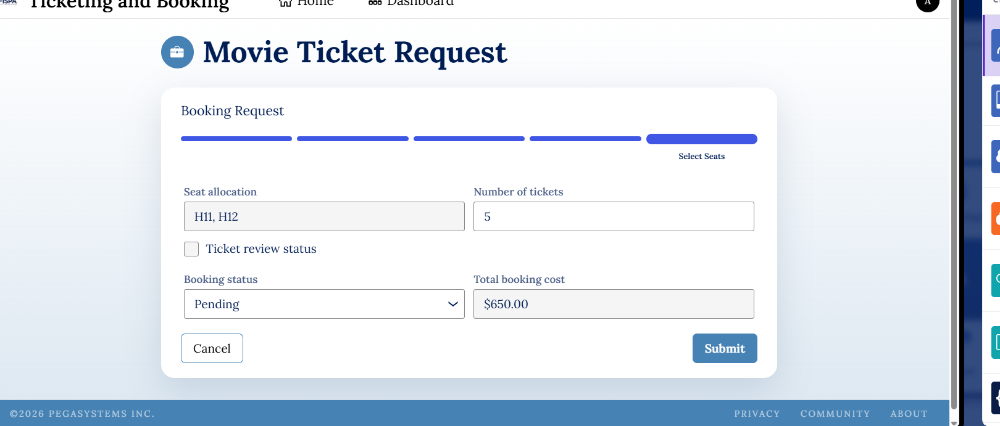 FISPA
Ticketing and Booking Home Dashboard A
Movie Ticket Request
Booking Request
Select Seats
Seat allocation Number of tickets
H11, H12 5
Ticket review status
Booking status Total booking cost
Pending $650.00
Cancel Submit
©2026 PEGASYSTEMS INC. PRIVACY COMMUNITY ABOUT